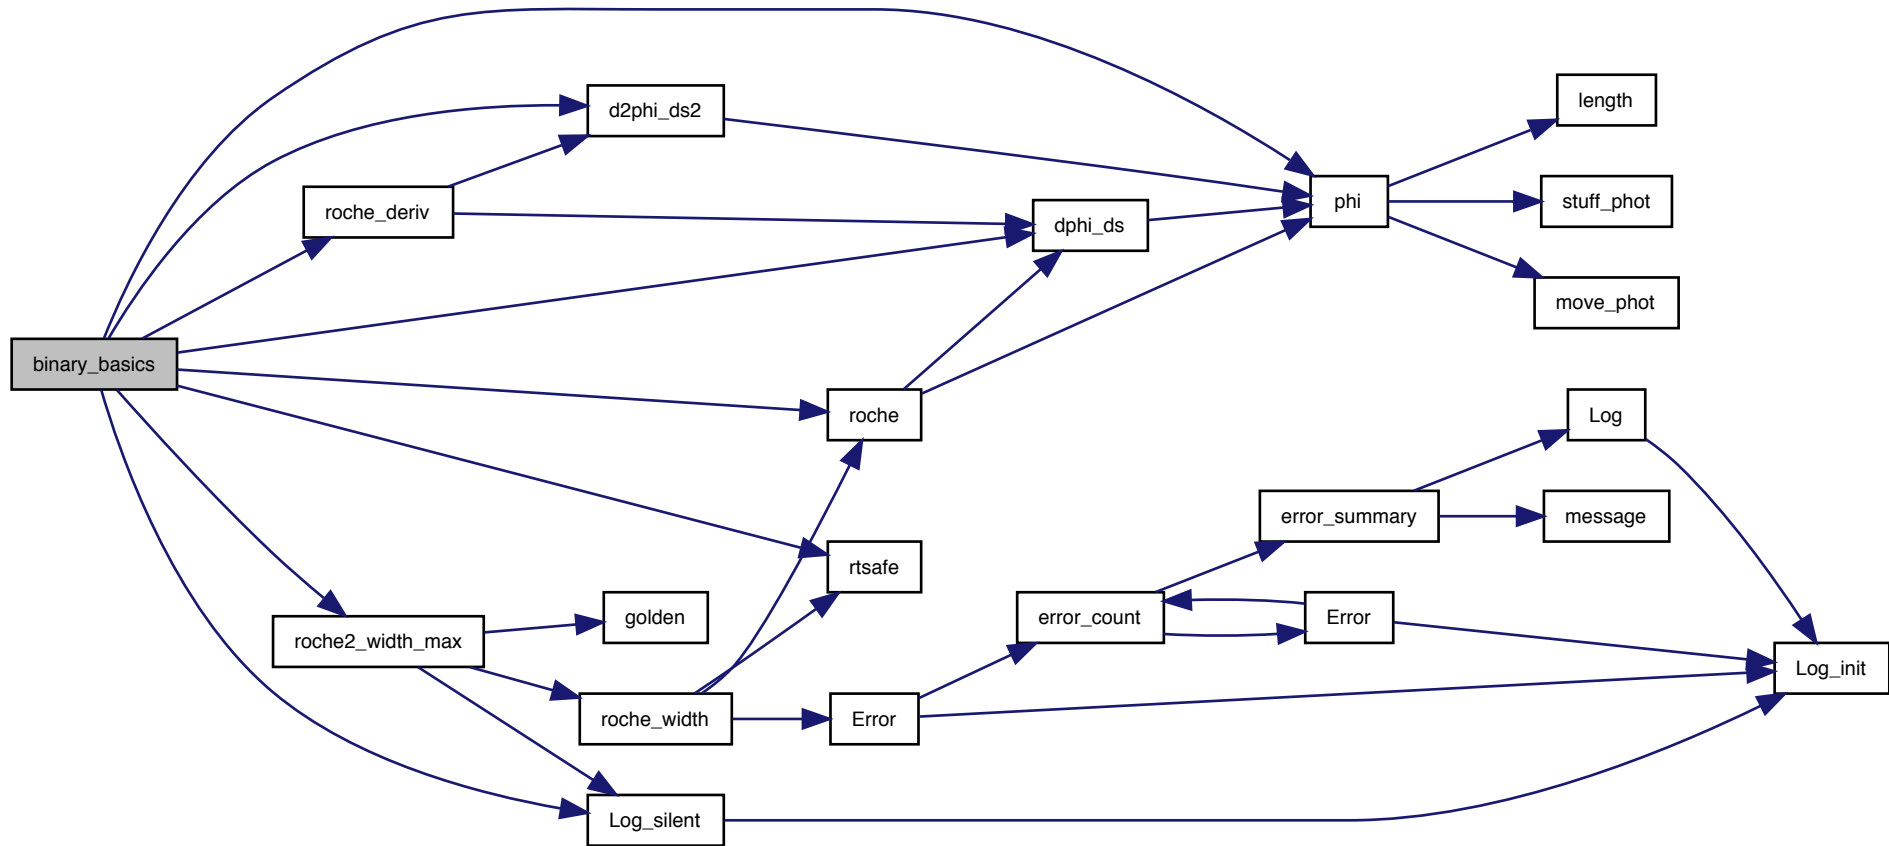 length
d2phi_ds2
phi
stuff_phot
roche_deriv
dphi_ds
move_phot
binary_basics
roche
Log
error_summary
message
rtsafe
golden
error_count
Error
roche2_width_max
Log_init
roche_width
Error
Log_silent